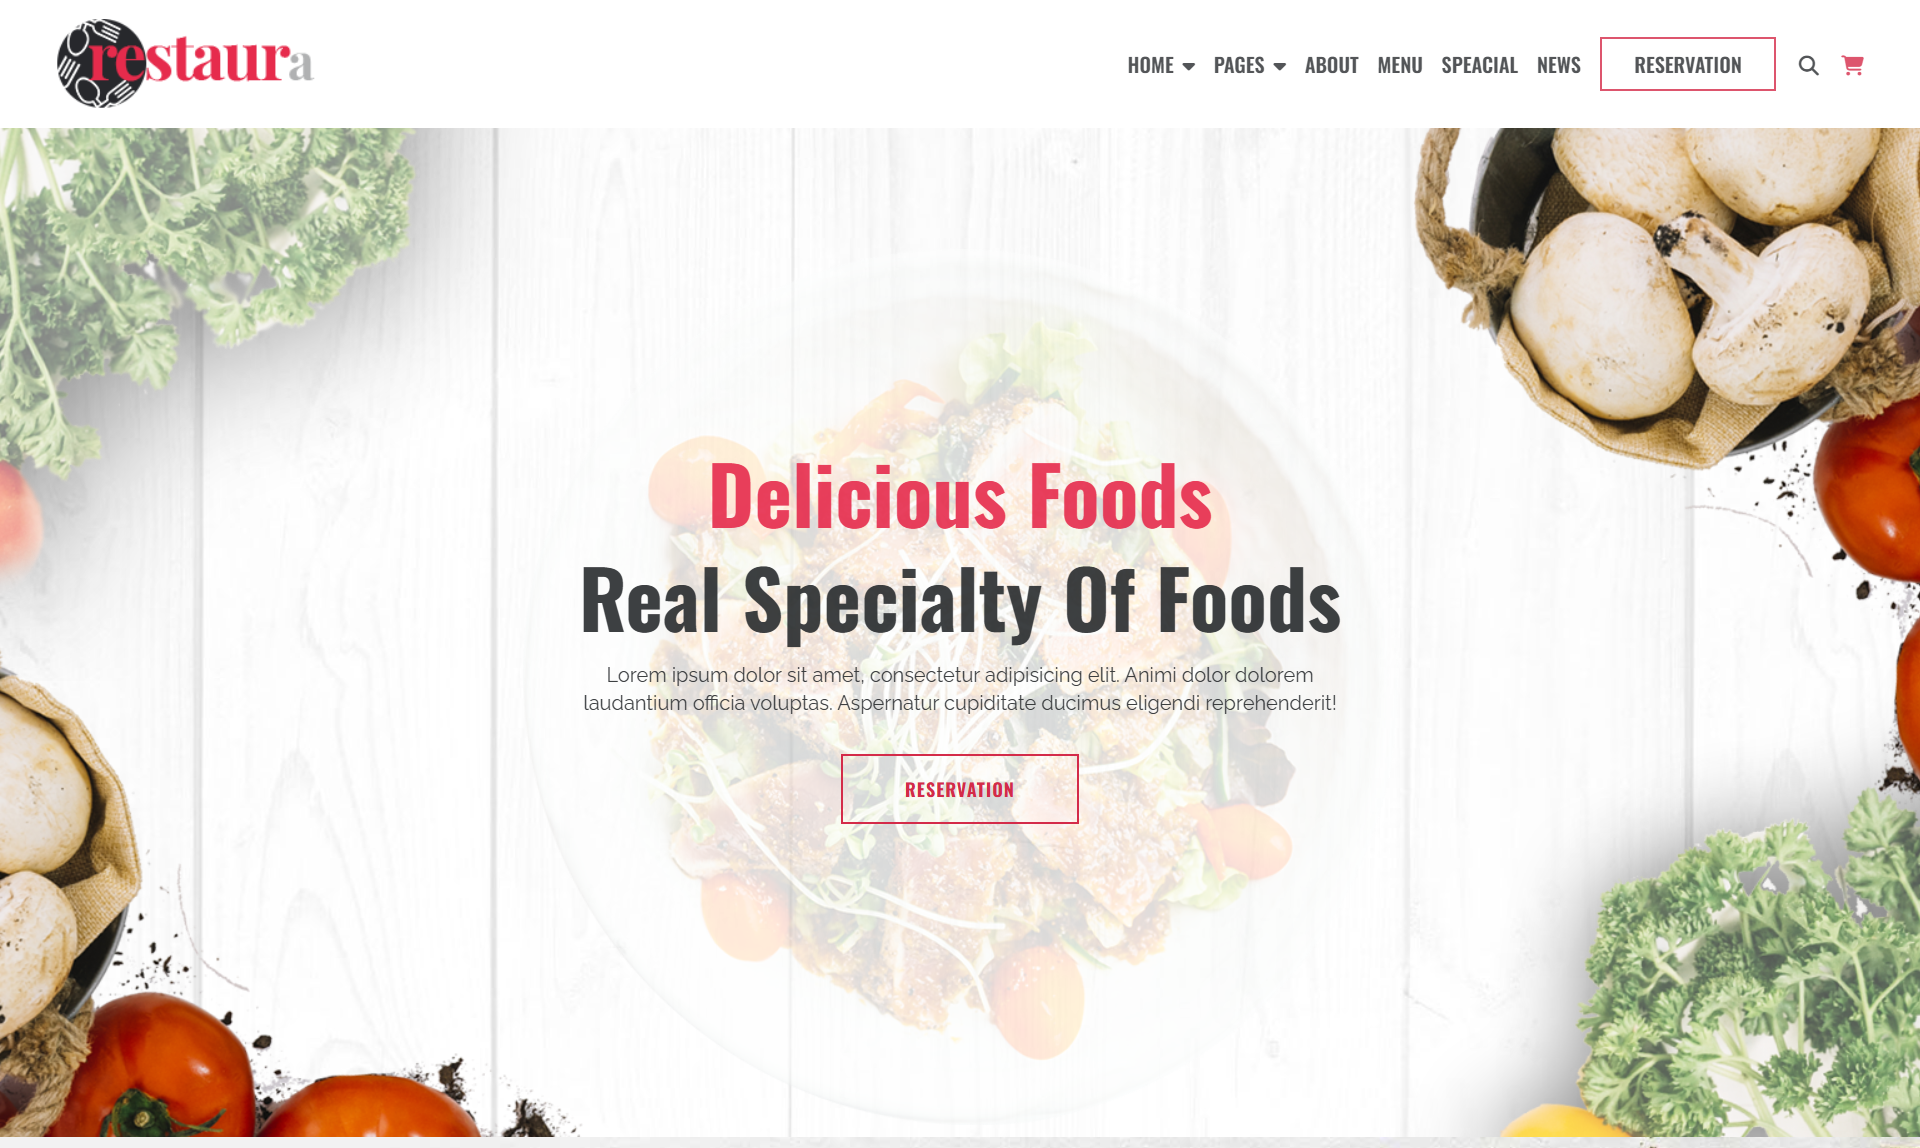 restaura
HOME PAGES ABOUT MENU SPEACIAL NEWS RESERVATION
Delicious Foods
Real Specialty Of Foods
Lorem ipsum dolor sit amet, consectetur adipisicing elit. Animi dolor dolorem
laudantium officia voluptas. Aspernatur cupiditate ducimus eligendi reprehenderit!
RESERVATION